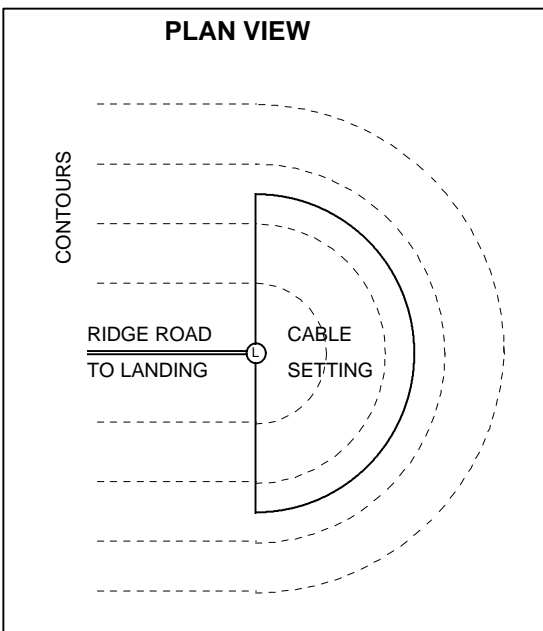 PLAN VIEW
CONTOURS
RIDGE ROAD
TO LANDING
L
CABLE
SETTING